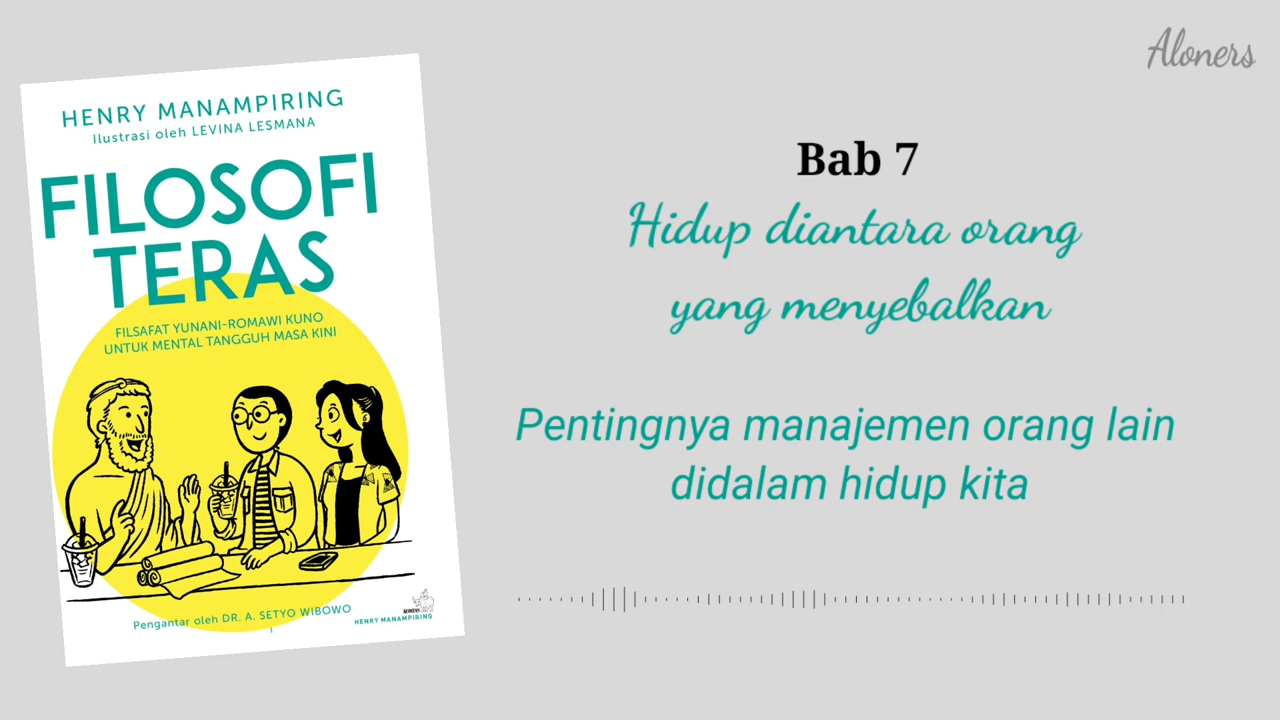 Aloners
HENRY MANAMPIRING
Ilustrasi oleh LEVINA LESMANA
FILOSOFI
TERAS
FILSAFAT YUNANI-ROMAWI KUNO
UNTUK MENTAL TANGGUH MASA KINI
Pengantar oleh DR. A. SETYO WIBOWO
KOMPAS
HENRY MANAMPIRING
Bab 7
Hidup diantara orang
yang menyebalkan
Pentingnya manajemen orang lain
didalam hidup kita